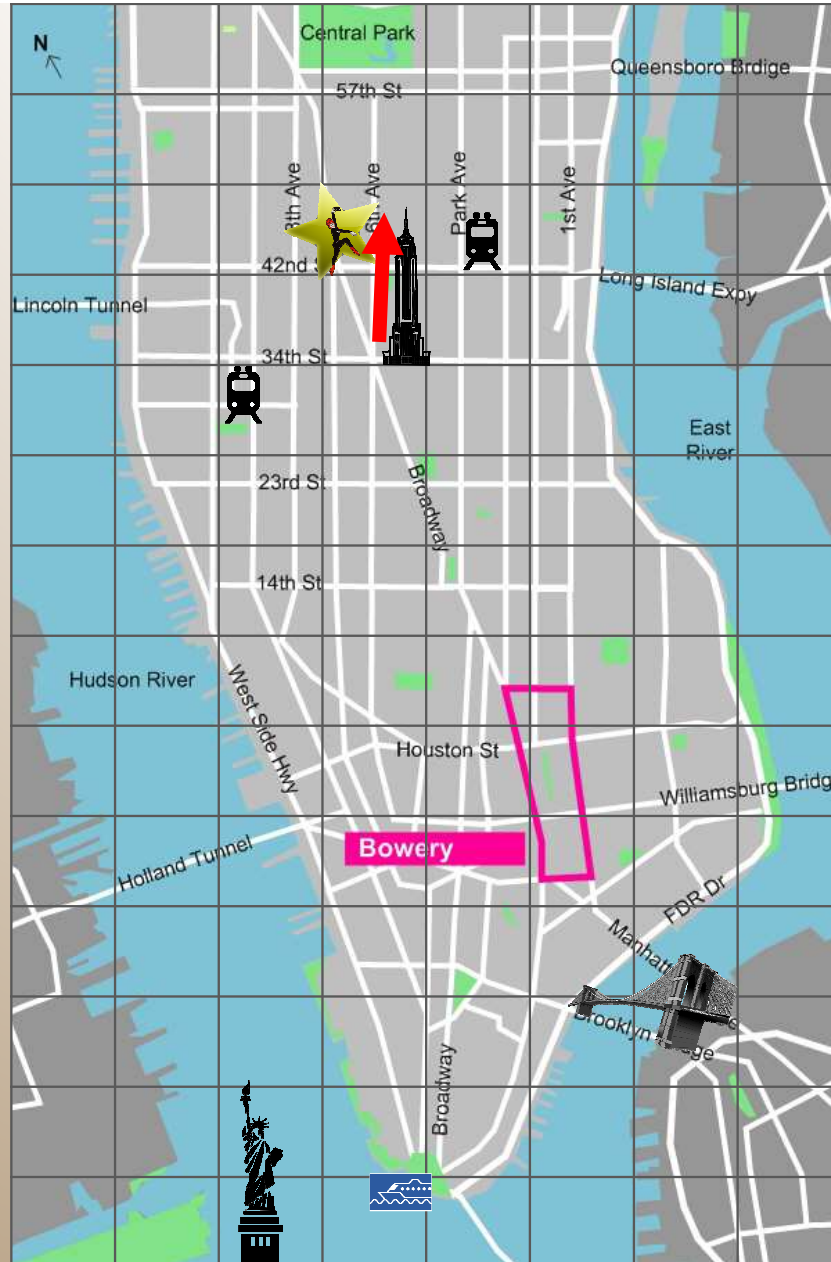 Central Park
N
Queensboro Brdige
57th St
8th Ave
6th Ave
Park Ave
1st Ave
42nd S
Long Island Expy
Lincoln Tunnel
34th St
East
River
Broadway
23rd St
14th St
Hudson River
West Side Hwy
Houston St
Williamsburg Bridg
Bowery
Holland Tunnel
FDR Dr
Manhatt
Brooklyn
Broadway